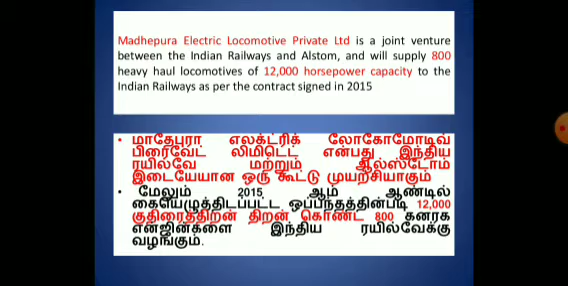 Madhepura Electric Locomotive Private Ltd is a joint venture
between the Indian Railways and Alstom, and will supply 800
heavy haul locomotives of 12,000 horsepower capacity to the
Indian Railways as per the contract signed in 2015
• மாதேபுரா எலக்ட்ரிக் லோகோமோடிவ்
பிரைவேட் லிமிடெட் என்பது இந்திய
ரயில்வே மற்றும் ஆல்ஸ்டோம்
இடையேயான ஒரு கூட்டு முயற்சியாகும்
• மேலும் 2015 ஆம் ஆண்டில்
கையெழுத்திடப்பட்ட ஒப்பந்தத்தின்படி 12,000
குதிரைத்திறன் திறன் கொண்ட 800 கனரக
என்ஜின்களை இந்திய ரயில்வேக்கு
வழங்கும்.